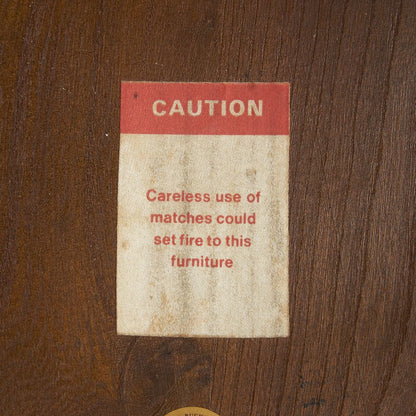 CAUTION
Careless use of
matches could
set fire to this
furniture